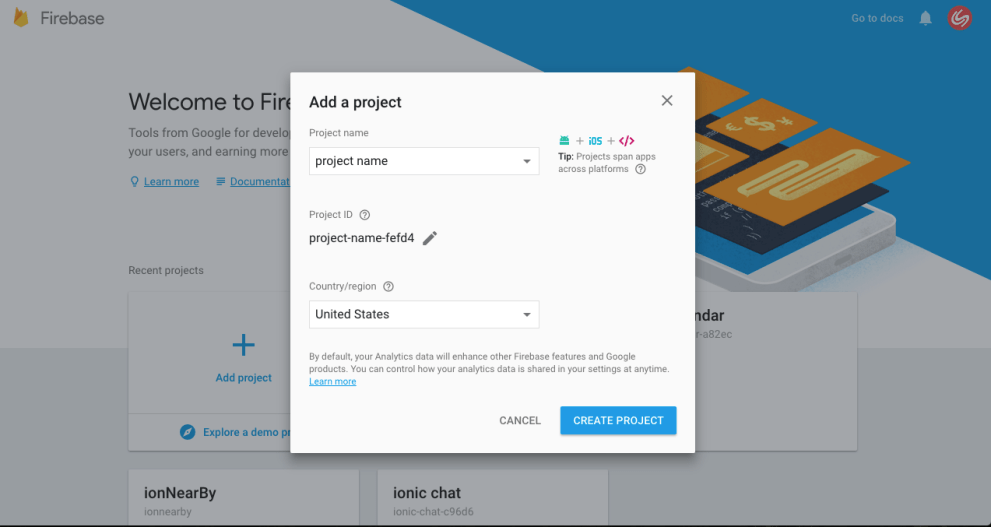 Firebase
Go to docs
Welcome to Fire
Tools from Google for develo
your users, and earning more
Learn more
Documentat
Recent projects
Add project
Explore a demo pr
Add a project
Project name
project name
+ iOS + </>
Tip: Projects span apps
across platforms
Project ID
project-name-fefd4
Country/region
United States
By default, your Analytics data will enhance other Firebase features and Google
products. You can control how your analytics data is shared in your settings at anytime.
Learn more
CANCEL
CREATE PROJECT
ndar
r-a82ec
ionNearBy
ionnearby
ionic chat
ionic-chat-c96d6